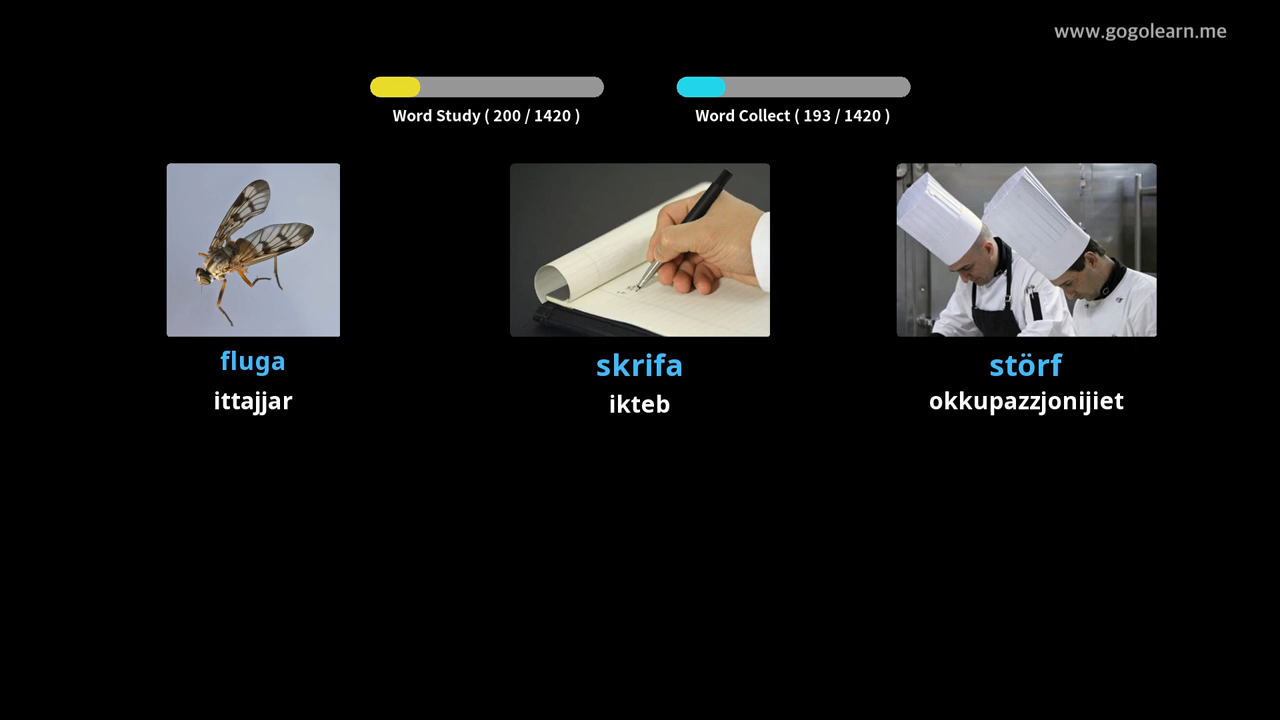 www.gogolearn.me
Word Study ( 200 / 1420 )
Word Collect ( 193 / 1420 )
fluga
ittajjar
skrifa
ikteb
störf
okkupazzjonijiet